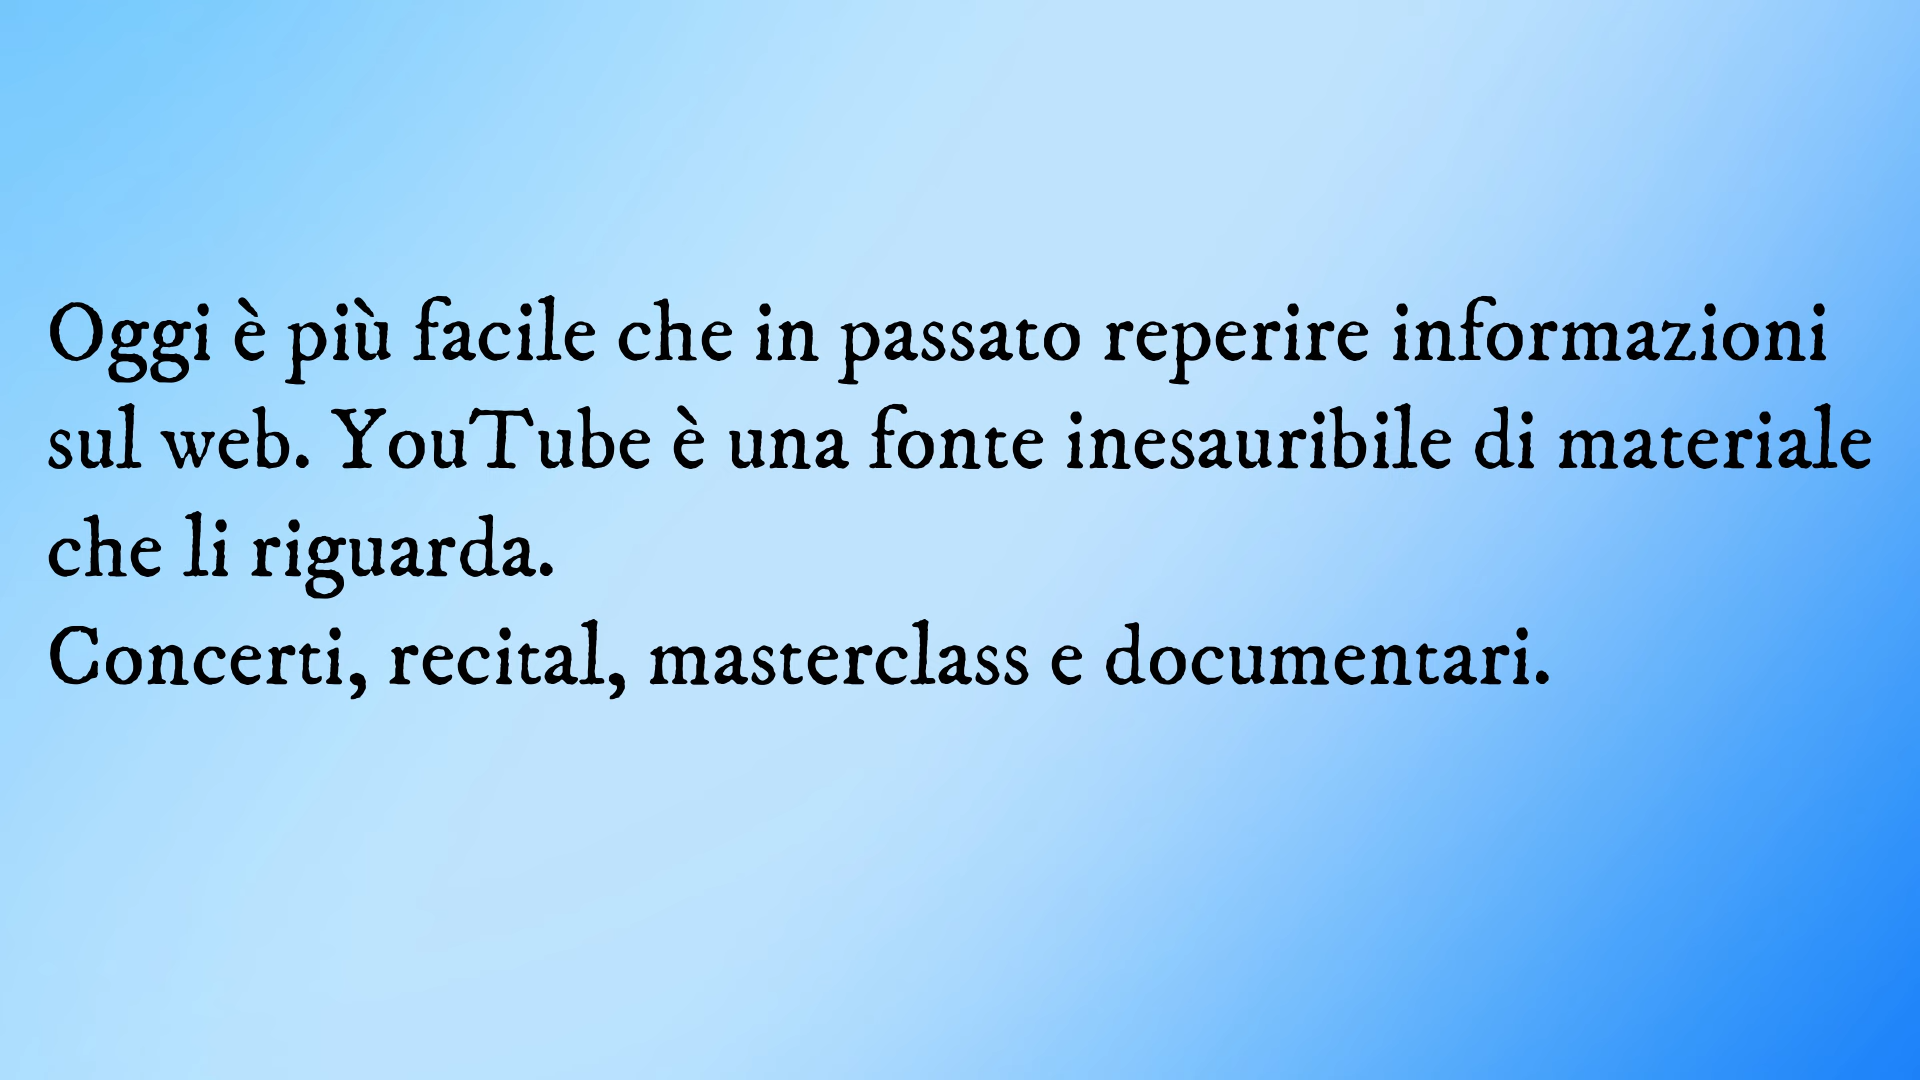 Oggi è più facile che in passato reperire informazioni
sul web. YouTube è una fonte inesauribile di materiale
che li riguarda.
Concerti, recital, masterclass e documentari.